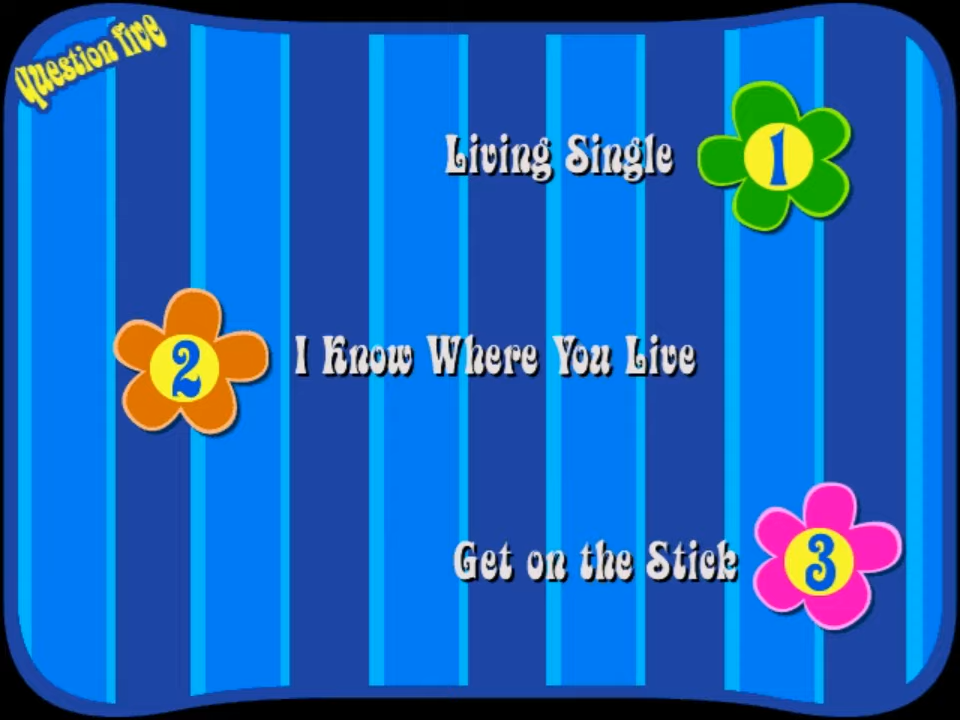 Question five
Living Single
1
2
I Know Where You Live
Get on the Stick
3